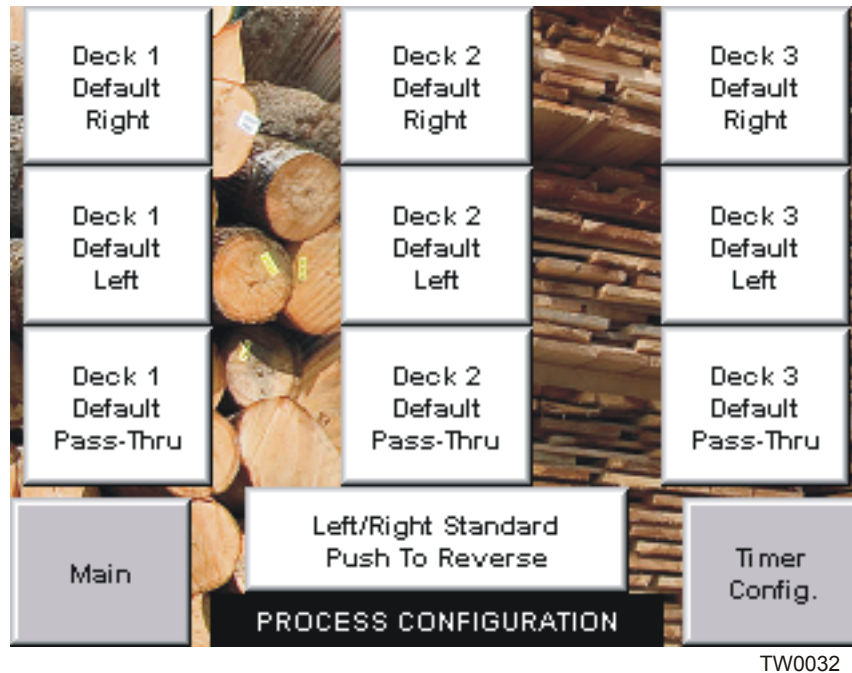 Deck 1
Default
Right
Deck 2
Default
Right
Deck 3
Default
Right
Deck 1
Default
Left
Deck 2
Default
Left
Deck 3
Default
Left
Deck 1
Default
Pass-Thru
Deck 2
Default
Pass-Thru
Deck 3
Default
Pass-Thru
Main
Left/Right Standard
Push To Reverse
Timer
Config.
PROCESS CONFIGURATION
TW0032